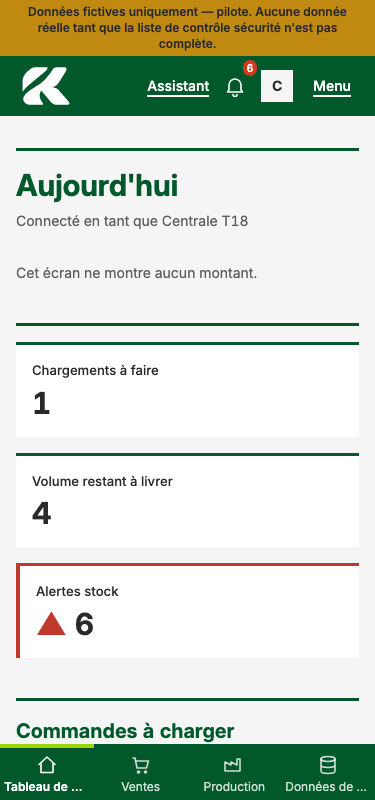 Données fictives uniquement — pilote. Aucune donnée
réelle tant que la liste de contrôle sécurité n'est pas
complète.
Assistant
6
C
Menu
Aujourd'hui
Connecté en tant que Centrale T18
Cet écran ne montre aucun montant.
Chargements à faire
1
Volume restant à livrer
4
Alertes stock
6
Commandes à charger
Tableau de ...
Ventes
Production
Données de ...